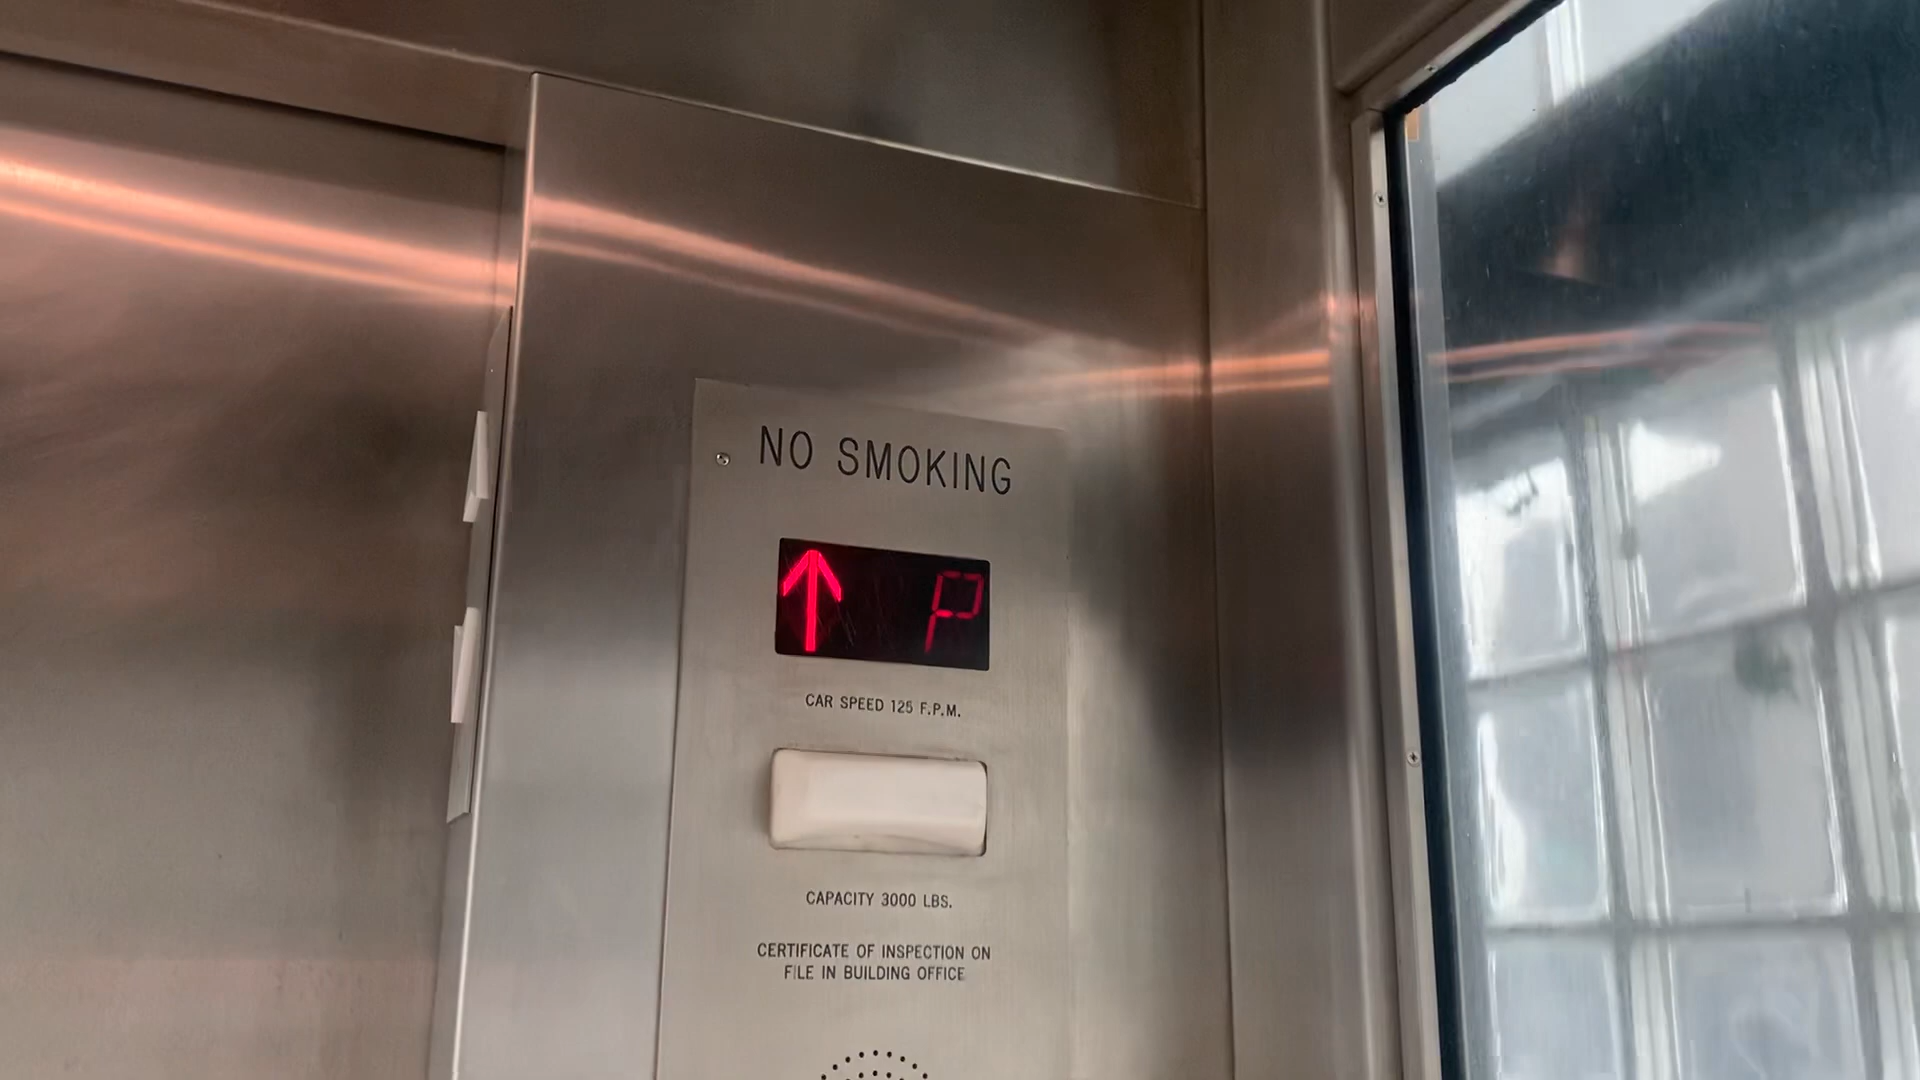 NO SMOKING
↑ P
CAR SPEED 125 F.P.M.
CAPACITY 3000 LBS.
CERTIFICATE OF INSPECTION ON
FILE IN BUILDING OFFICE